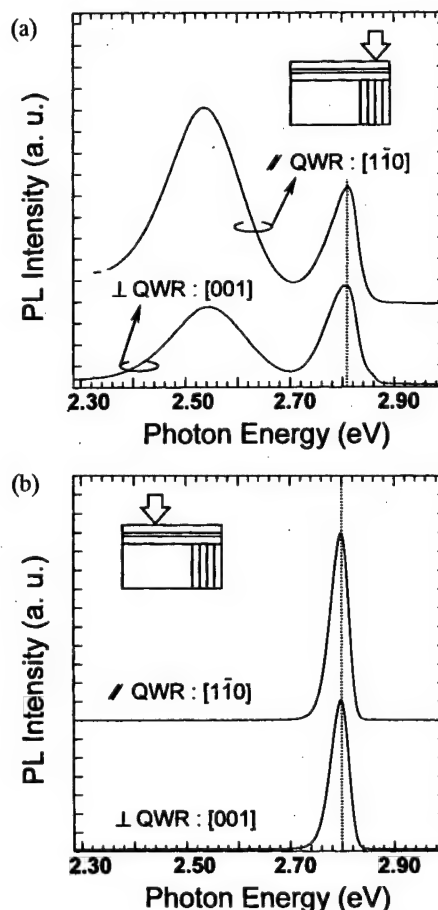 (a)
PL Intensity (a. u.)
// QWR : [11̄0]
⊥ QWR : [001]
2.30 2.50 2.70 2.90
Photon Energy (eV)
(b)
PL Intensity (a. u.)
// QWR : [11̄0]
⊥ QWR : [001]
2.30 2.50 2.70 2.90
Photon Energy (eV)